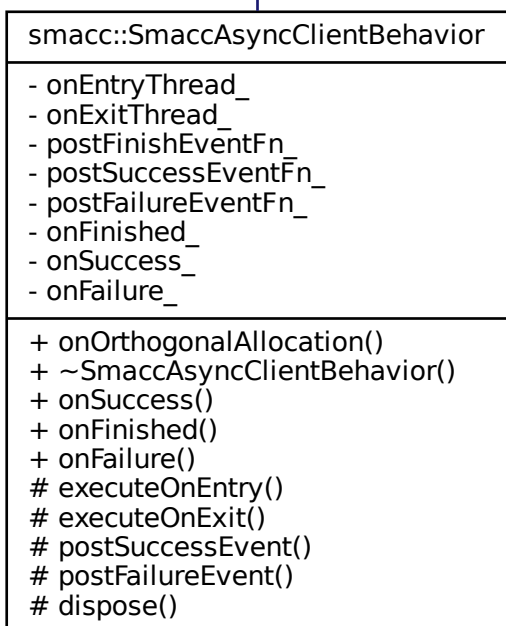 smacc::SmaccAsyncClientBehavior
- onEntryThread_
- onExitThread_
- postFinishEventFn_
- postSuccessEventFn_
- postFailureEventFn_
- onFinished_
- onSuccess_
- onFailure_
+ onOrthogonalAllocation()
+ ~SmaccAsyncClientBehavior()
+ onSuccess()
+ onFinished()
+ onFailure()
# executeOnEntry()
# executeOnExit()
# postSuccessEvent()
# postFailureEvent()
# dispose()